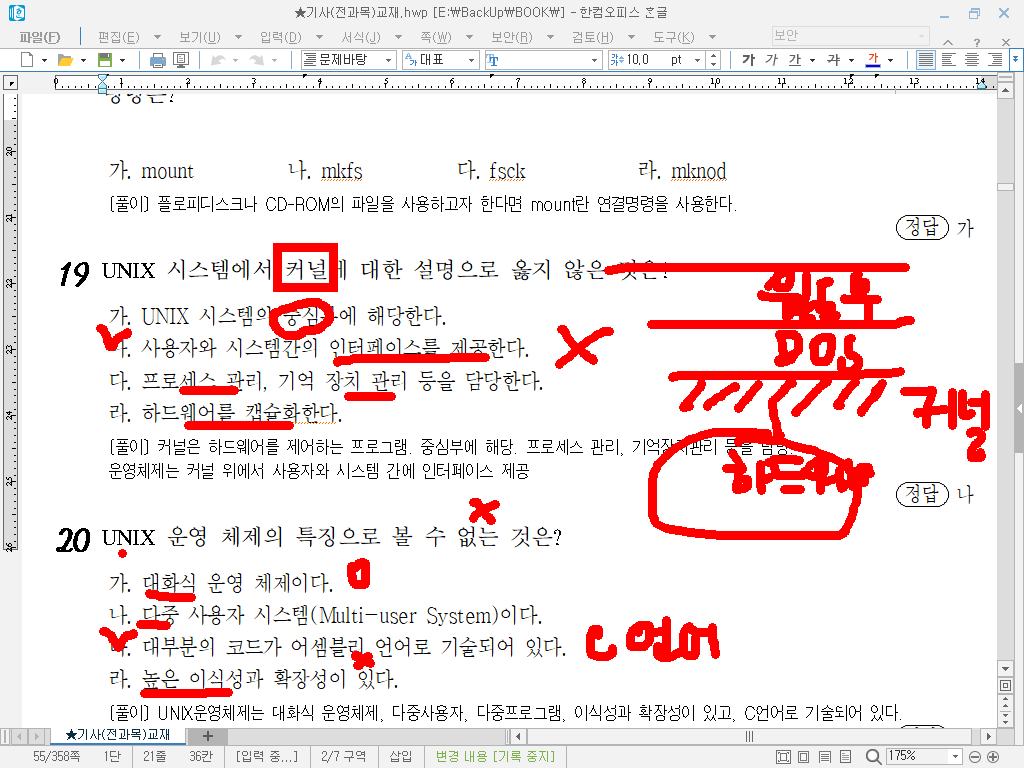 ★기사(전과목)교재.hwp [E:\BackUp\BOOK\] - 한컴오피스 흔글
파일(F) 편집(E) 보기(U) 입력(D) 서식(J) 쪽(W) 보안(R) 검토(H) 도구(K) 보안
문제바탕 대표 10,0 pt 가 가 가 가 가
0 1 2 3 4 5 6 7 8 9 10 11 12 13 14
가. mount 나. mkfs 다. fsck 라. mknod
[풀이] 플로피디스크나 CD-ROM의 파일을 사용하고자 한다면 mount란 연결명령을 사용한다.
정답 가
19 UNIX 시스템에서 커널에 대한 설명으로 옳지 않은 것은?
가. UNIX 시스템의 중심부에 해당한다.
나. 사용자와 시스템간의 인터페이스를 제공한다.
다. 프로세스 관리, 기억 장치 관리 등을 담당한다.
라. 하드웨어를 캡슐화한다.
[풀이] 커널은 하드웨어를 제어하는 프로그램. 중심부에 해당. 프로세스 관리, 기억장치관리 등을 담당.
운영체제는 커널 위에서 사용자와 시스템 간에 인터페이스 제공
정답 나
윈도우
DOS
커널
하드웨어
20 UNIX 운영 체제의 특징으로 볼 수 없는 것은?
가. 대화식 운영 체제이다.
나. 다중 사용자 시스템(Multi-user System)이다.
다. 대부분의 코드가 어셈블리 언어로 기술되어 있다.
C 언어
라. 높은 이식성과 확장성이 있다.
[풀이] UNIX운영체제는 대화식 운영체제, 다중사용자, 다중프로그램, 이식성과 확장성이 있고, C언어로 기술되어 있다.
★기사(전과목)교재
55/358쪽 1단 21줄 36칸 [입력 중...] 2/7 구역 삽입 변경 내용 [기록 중지] 175%